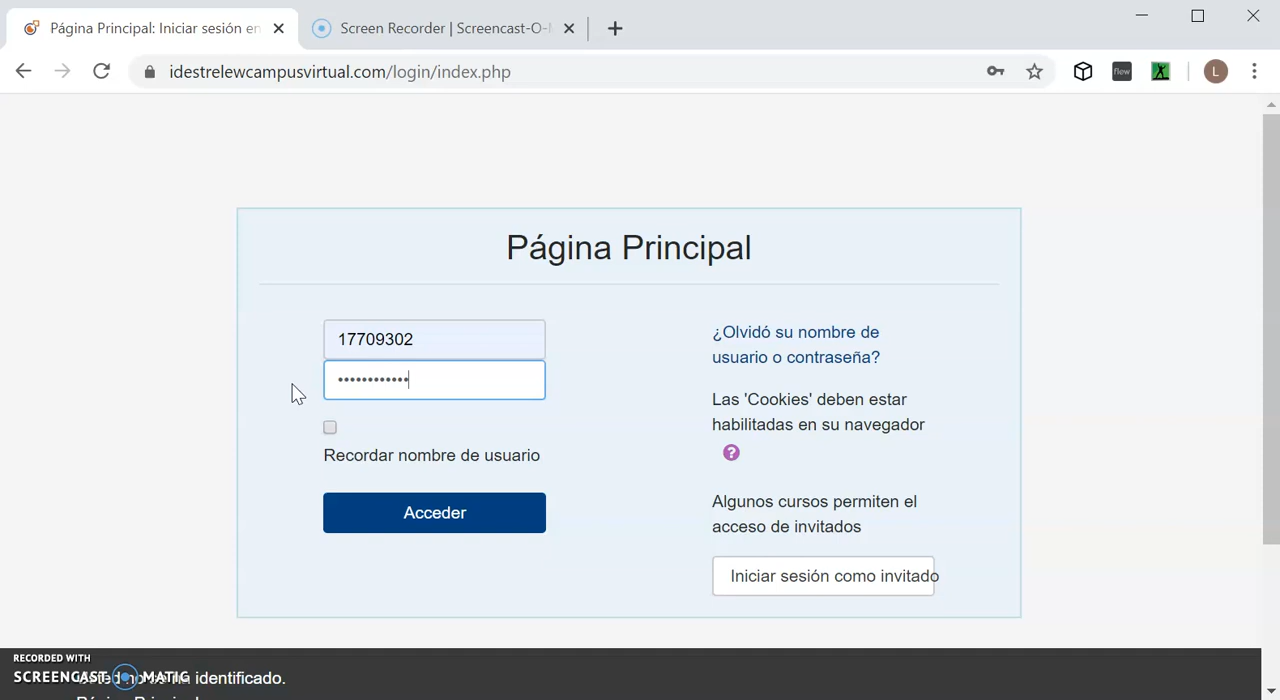 Página Principal: Iniciar sesión en
Screen Recorder | Screencast-O-
idestrelewcampusvirtual.com/login/index.php
flow
L
Página Principal
17709302
••••••••••••
¿Olvidó su nombre de
usuario o contraseña?
Las 'Cookies' deben estar
habilitadas en su navegador
?
Recordar nombre de usuario
Acceder
Algunos cursos permiten el
acceso de invitados
Iniciar sesión como invitado
RECORDED WITH
SCREENCAST MATIC
identificado.